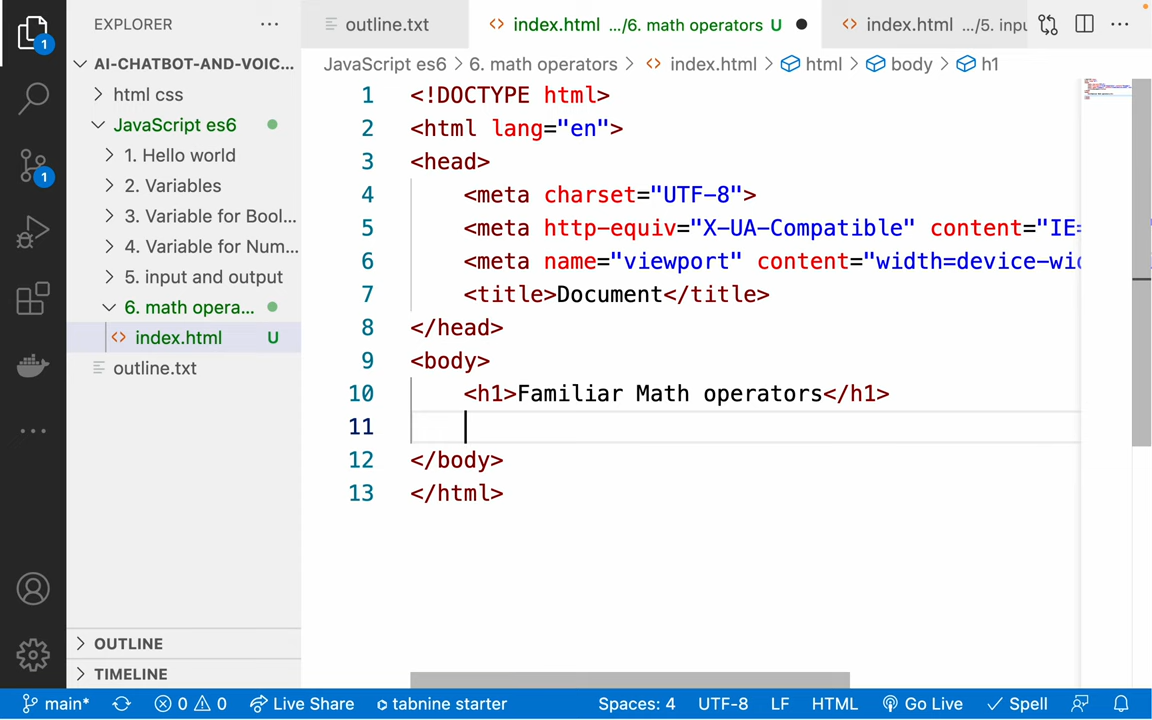 EXPLORER
AI-CHATBOT-AND-VOIC...
html css
JavaScript es6
1. Hello world
2. Variables
3. Variable for Bool...
4. Variable for Num...
5. input and output
6. math opera...
index.html U
outline.txt
OUTLINE
TIMELINE
outline.txt
index.html .../6. math operators U
index.html .../5. inpu
JavaScript es6 > 6. math operators > index.html > html > body > h1
1 <!DOCTYPE html>
2 <html lang="en">
3 <head>
4 <meta charset="UTF-8">
5 <meta http-equiv="X-UA-Compatible" content="IE=
6 <meta name="viewport" content="width=device-wid
7 <title>Document</title>
8 </head>
9 <body>
10 <h1>Familiar Math operators</h1>
11
12 </body>
13 </html>
1
1
main* 0 0 Live Share tabnine starter Spaces: 4 UTF-8 LF HTML Go Live Spell